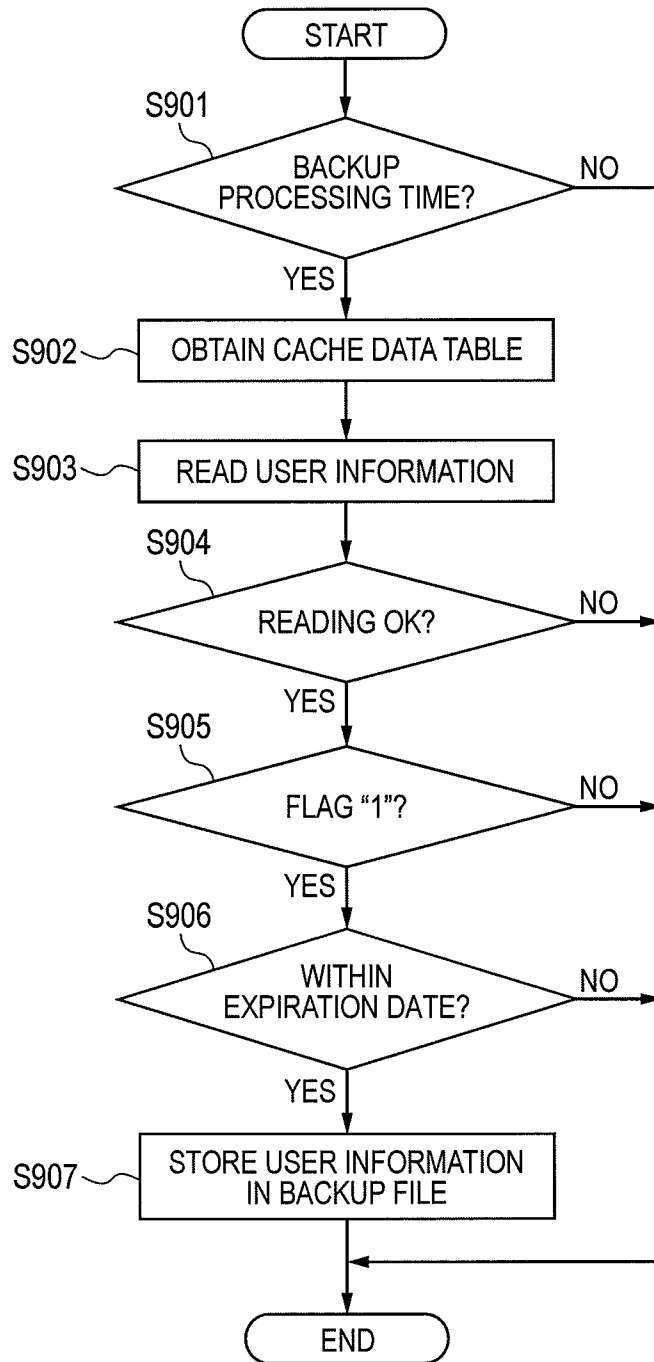 START
S901
BACKUP
PROCESSING TIME?
NO
YES
S902
OBTAIN CACHE DATA TABLE
S903
READ USER INFORMATION
S904
READING OK?
NO
YES
S905
FLAG “1”?
NO
YES
S906
WITHIN
EXPIRATION DATE?
NO
YES
S907
STORE USER INFORMATION
IN BACKUP FILE
END